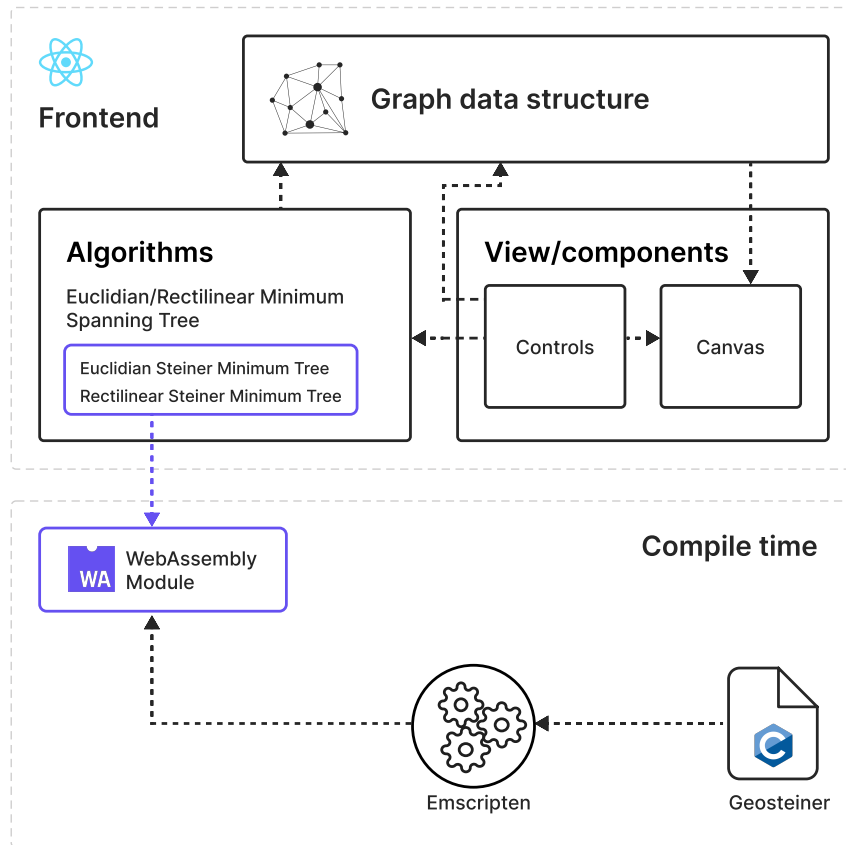 Frontend
Graph data structure
Algorithms
Euclidian/Rectilinear Minimum
Spanning Tree
Euclidian Steiner Minimum Tree
Rectilinear Steiner Minimum Tree
View/components
Controls
Canvas
Compile time
WA
WebAssembly
Module
C
Emscripten
Geosteiner